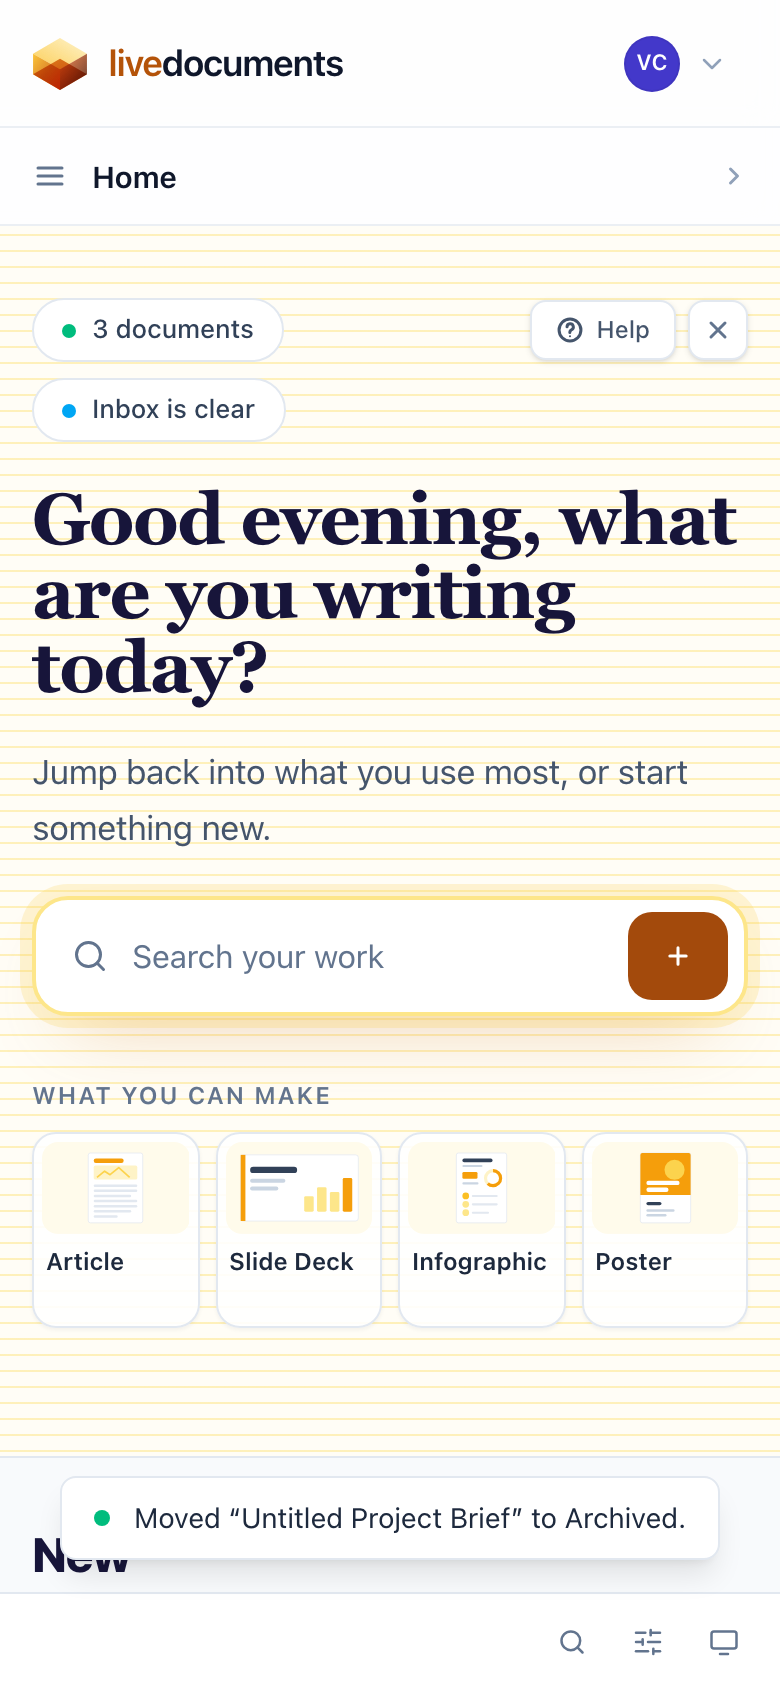 livedocuments
VC
Home
3 documents
Help
Inbox is clear
Good evening, what
are you writing
today?
Jump back into what you use most, or start
something new.
Search your work
WHAT YOU CAN MAKE
Article
Slide Deck
Infographic
Poster
Moved “Untitled Project Brief” to Archived.
New